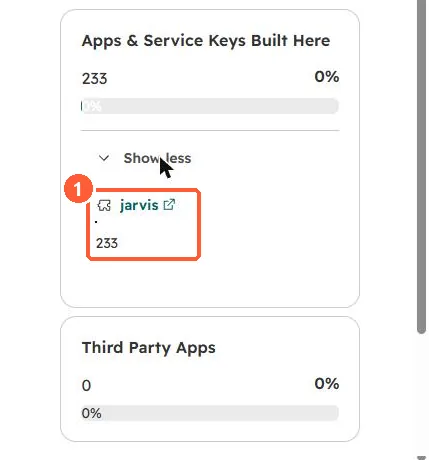 Apps & Service Keys Built Here
233 0%
0%
Show less
1
jarvis
233
Third Party Apps
0 0%
0%